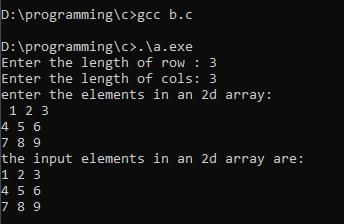 D:\programming\c>gcc b.c
D:\programming\c>.\a.exe
Enter the length of row : 3
Enter the length of cols: 3
enter the elements in an 2d array:
 1 2 3
4 5 6
7 8 9
the input elements in an 2d array are:
1 2 3
4 5 6
7 8 9